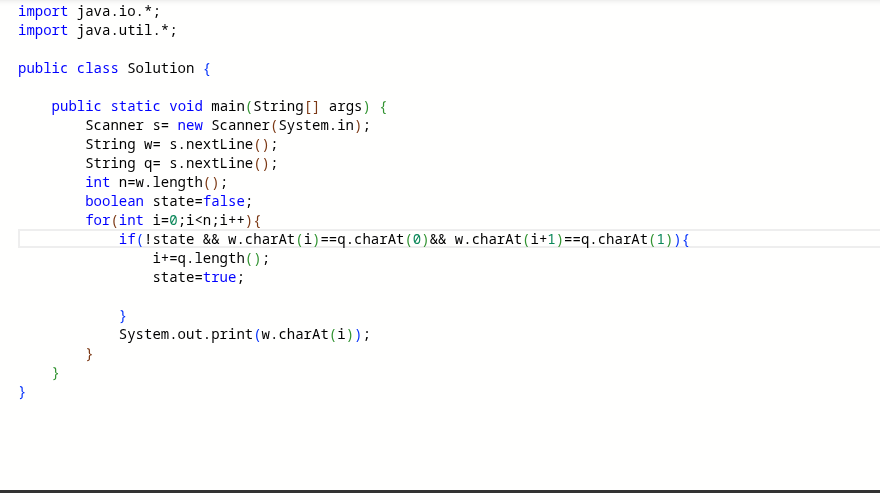 import java.io.*;
import java.util.*;

public class Solution {

    public static void main(String[] args) {
        Scanner s= new Scanner(System.in);
        String w= s.nextLine();
        String q= s.nextLine();
        int n=w.length();
        boolean state=false;
        for(int i=0;i<n;i++){
            if(!state && w.charAt(i)==q.charAt(0)&& w.charAt(i+1)==q.charAt(1)){
                i+=q.length();
                state=true;

            }
            System.out.print(w.charAt(i));
        }
    }
}